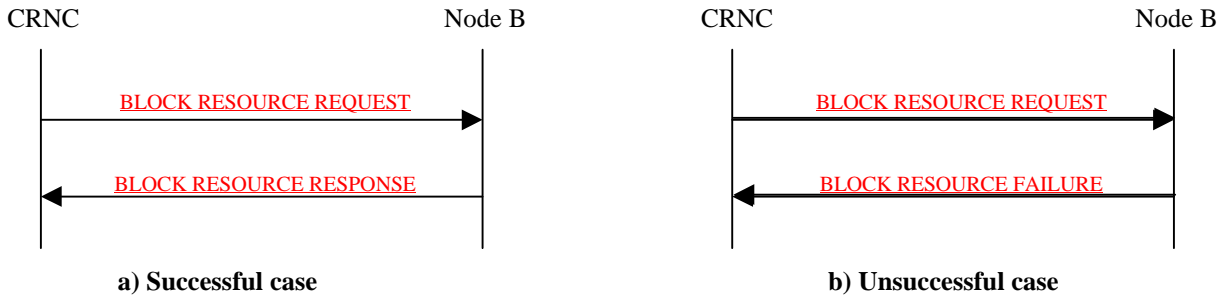 CRNC Node B
BLOCK RESOURCE REQUEST
BLOCK RESOURCE RESPONSE
a) Successful case
CRNC Node B
BLOCK RESOURCE REQUEST
BLOCK RESOURCE FAILURE
b) Unsuccessful case